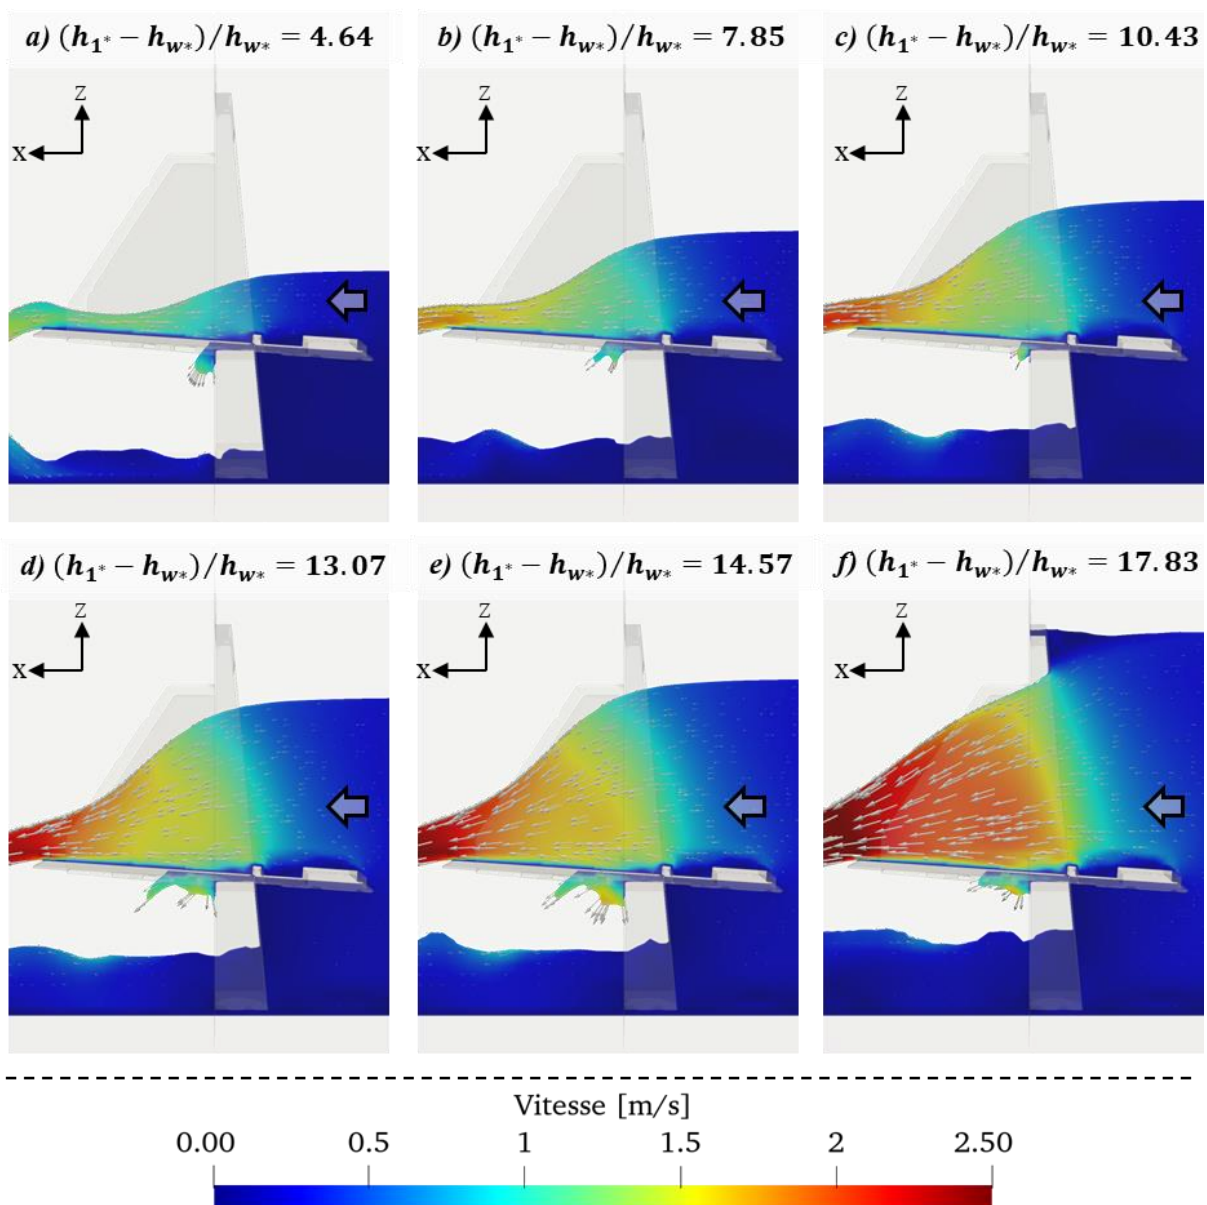 a) (h1* − hw*)/hw* = 4.64
b) (h1* − hw*)/hw* = 7.85
c) (h1* − hw*)/hw* = 10.43
Z
Z
Z
X
X
X
d) (h1* − hw*)/hw* = 13.07
e) (h1* − hw*)/hw* = 14.57
f) (h1* − hw*)/hw* = 17.83
Z
Z
Z
X
X
X
Vitesse [m/s]
0.00 0.5 1 1.5 2 2.50